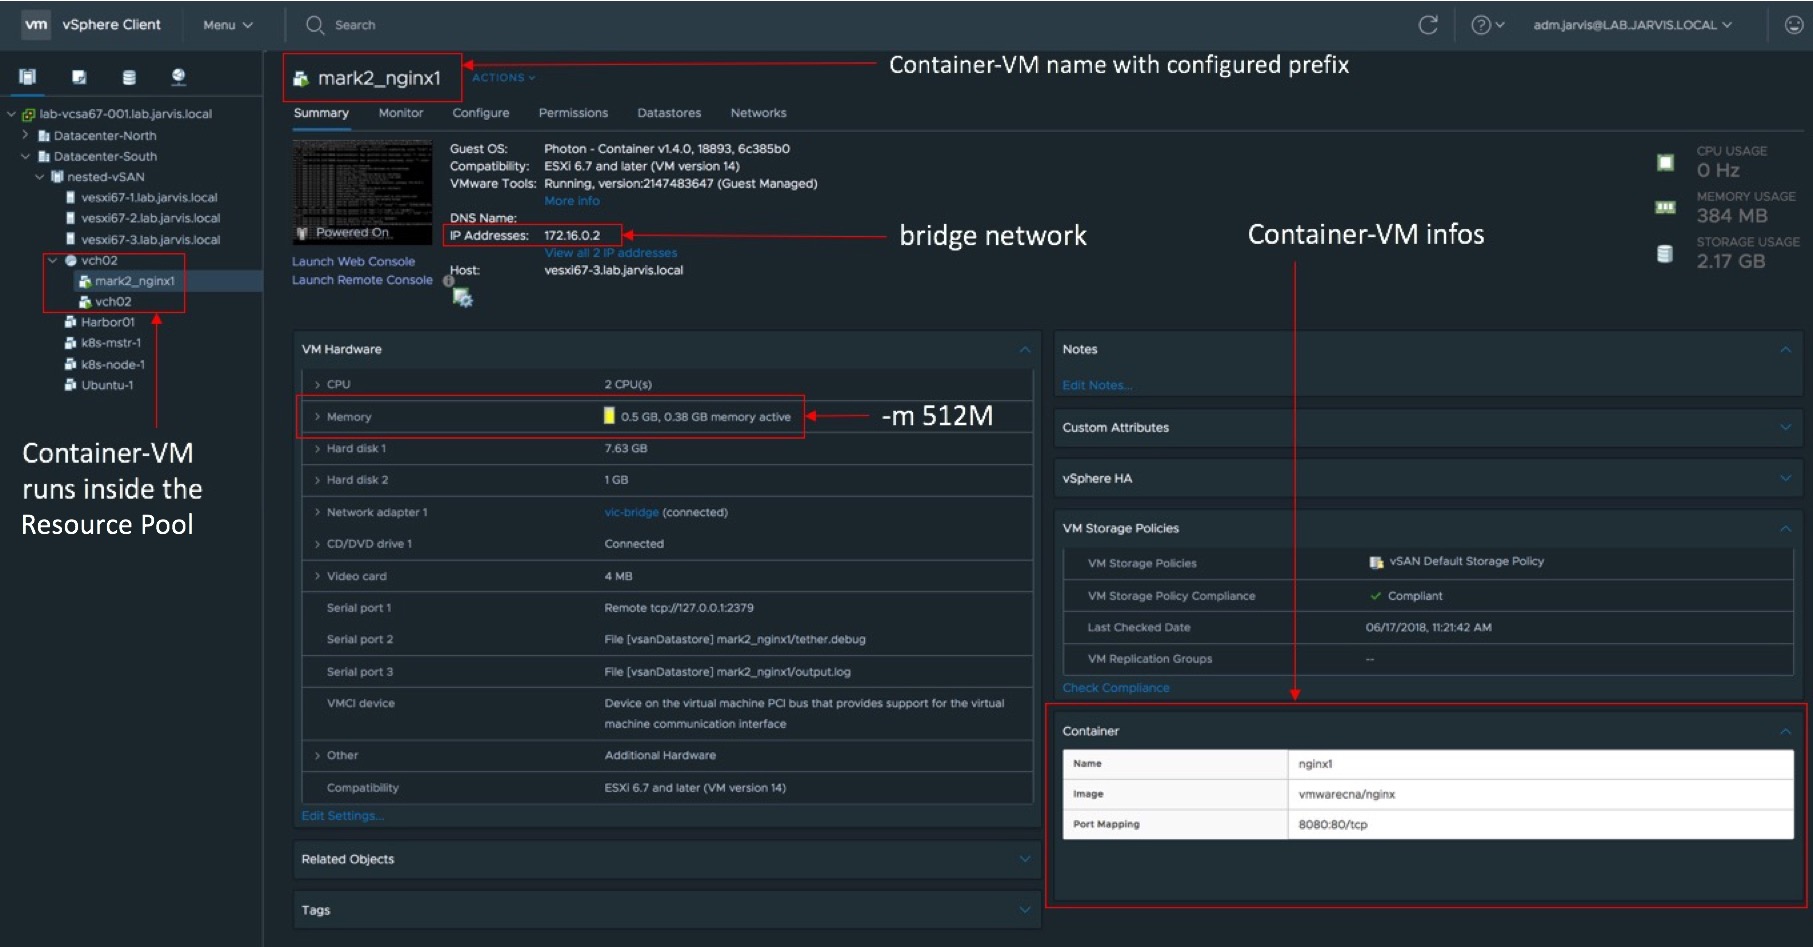 vm vSphere Client Menu Search adm.jarvis@LAB.JARVIS.LOCAL
mark2_nginx1 ACTIONS
Container-VM name with configured prefix
Summary Monitor Configure Permissions Datastores Networks
lab-vcsa67-001.lab.jarvis.local
Datacenter-North
Datacenter-South
nested-vSAN
vesxi67-1.lab.jarvis.local
vesxi67-2.lab.jarvis.local
vesxi67-3.lab.jarvis.local
vch02
mark2_nginx1
vch02
Harbor01
k8s-mstr-1
k8s-node-1
Ubuntu-1
Container-VM
runs inside the
Resource Pool
Powered On
Launch Web Console
Launch Remote Console
Guest OS: Photon - Container v1.4.0, 18893, 6c385b0
Compatibility: ESXi 6.7 and later (VM version 14)
VMware Tools: Running, version:2147483647 (Guest Managed)
More info
DNS Name:
IP Addresses: 172.16.0.2
View all 2 IP addresses
Host: vesxi67-3.lab.jarvis.local
bridge network
Container-VM infos
CPU USAGE
0 Hz
MEMORY USAGE
384 MB
STORAGE USAGE
2.17 GB
VM Hardware
CPU 2 CPU(s)
Memory 0.5 GB, 0.38 GB memory active
-m 512M
Hard disk 1 7.63 GB
Hard disk 2 1 GB
Network adapter 1 vic-bridge (connected)
CD/DVD drive 1 Connected
Video card 4 MB
Serial port 1 Remote tcp://127.0.0.1:2379
Serial port 2 File [vsanDatastore] mark2_nginx1/tether.debug
Serial port 3 File [vsanDatastore] mark2_nginx1/output.log
VMCI device Device on the virtual machine PCI bus that provides support for the virtual
machine communication interface
Other Additional Hardware
Compatibility ESXi 6.7 and later (VM version 14)
Edit Settings...
Related Objects
Tags
Notes
Edit Notes...
Custom Attributes
vSphere HA
VM Storage Policies
VM Storage Policies vSAN Default Storage Policy
VM Storage Policy Compliance Compliant
Last Checked Date 06/17/2018, 11:21:42 AM
VM Replication Groups --
Check Compliance
Container
Name nginx1
Image vmwarecna/nginx
Port Mapping 8080:80/tcp